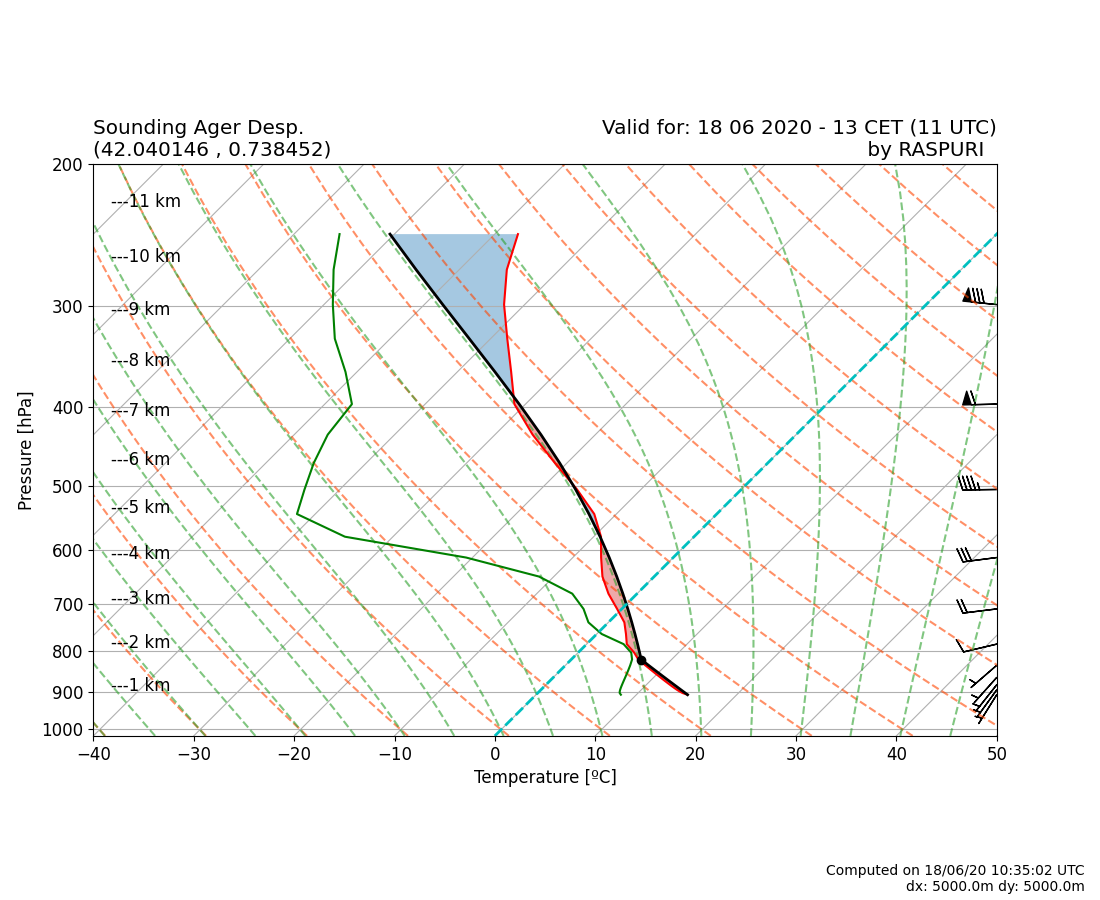 Sounding Ager Desp.
(42.040146 , 0.738452)
Valid for: 18 06 2020 - 13 CET (11 UTC)
by RASPURI
200
300
400
500
600
700
800
900
1000
Pressure [hPa]
---11 km
---10 km
---9 km
---8 km
---7 km
---6 km
---5 km
---4 km
---3 km
---2 km
---1 km
−40 −30 −20 −10 0 10 20 30 40 50
Temperature [ºC]
Computed on 18/06/20 10:35:02 UTC
dx: 5000.0m dy: 5000.0m